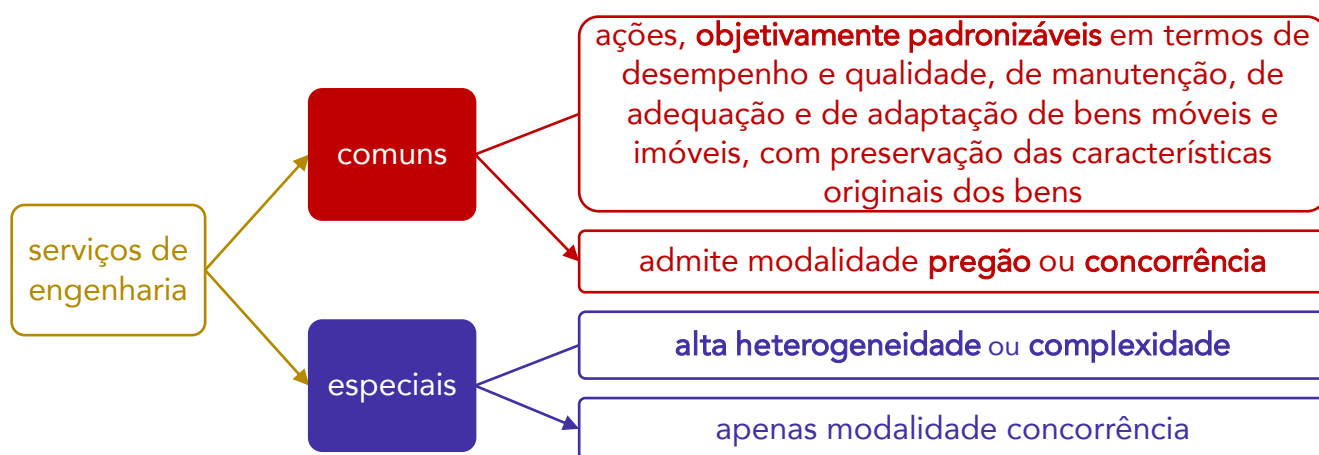 ações, objetivamente padronizáveis em termos de
desempenho e qualidade, de manutenção, de
adequação e de adaptação de bens móveis e
imóveis, com preservação das características
originais dos bens
comuns
admite modalidade pregão ou concorrência
serviços de
engenharia
alta heterogeneidade ou complexidade
especiais
apenas modalidade concorrência